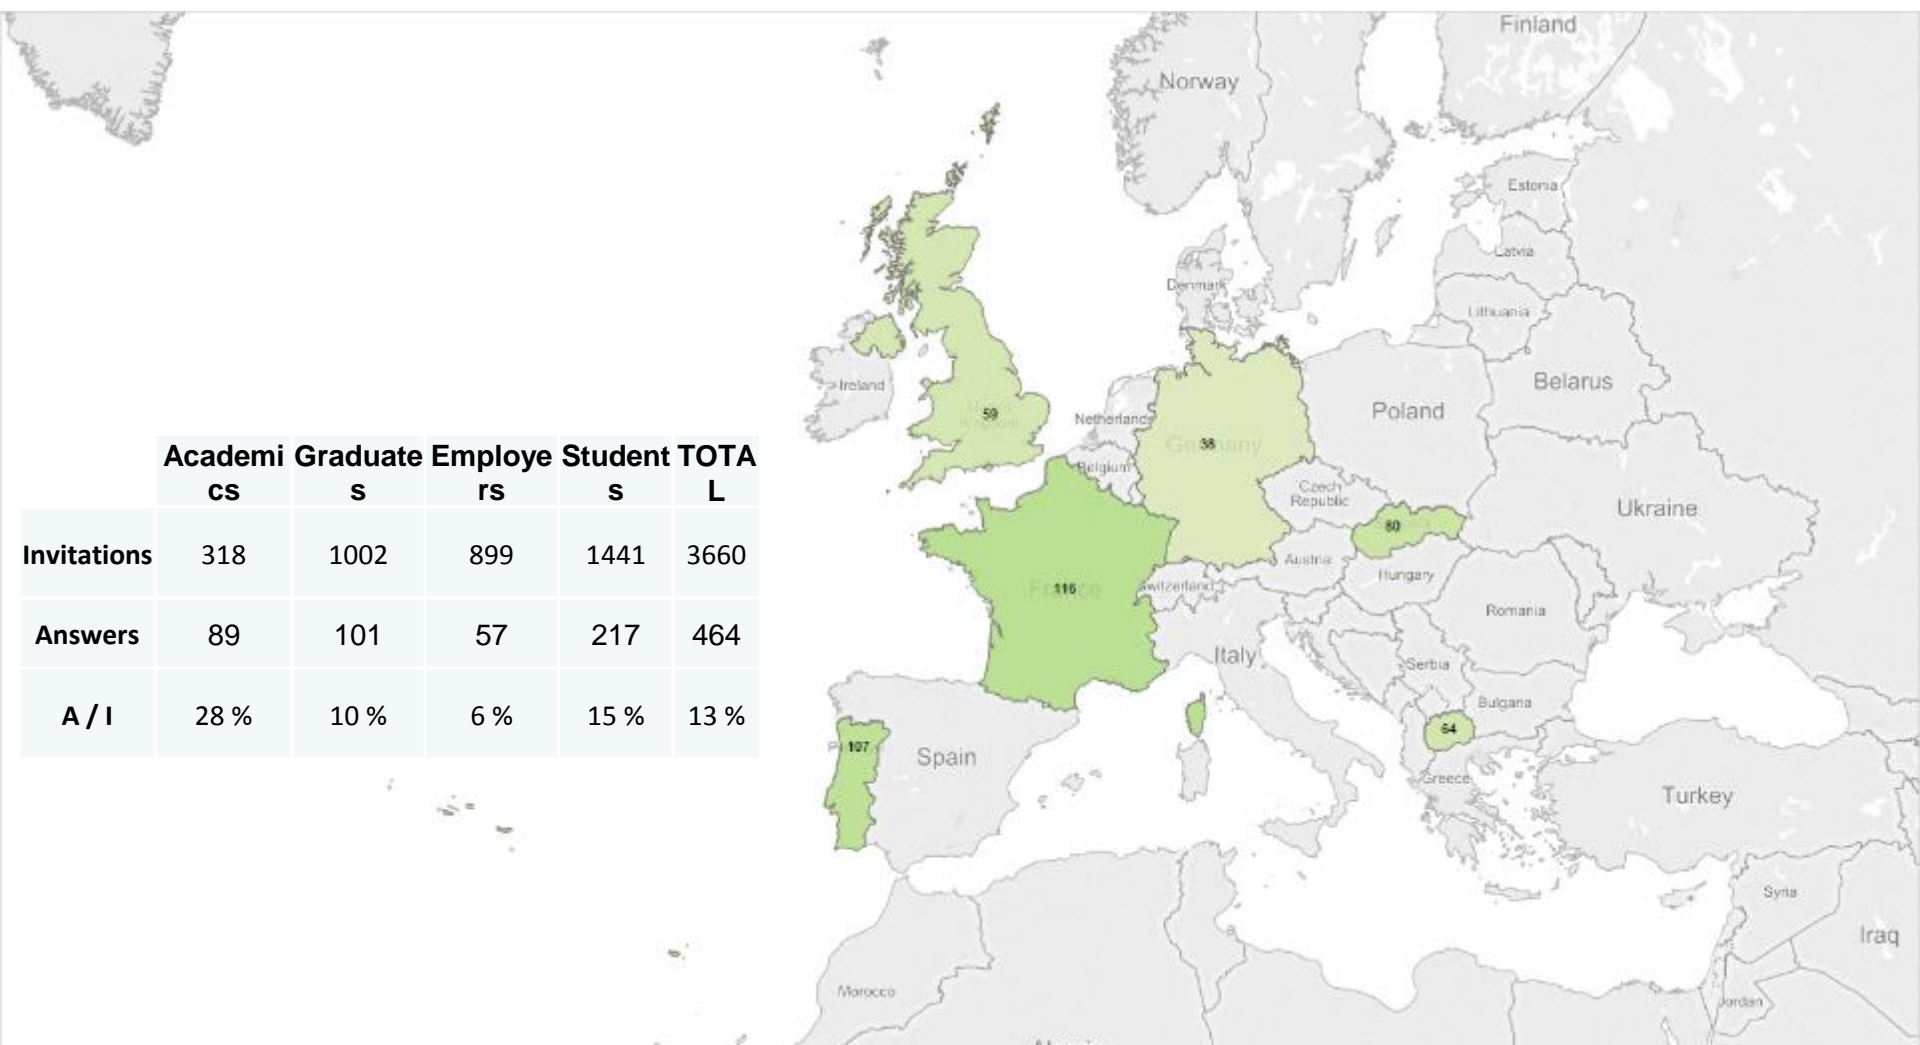 Finland
Norway
Estonia
Latvia
Denmark
Lithuania
Ireland
Belarus
59
Netherlands
Poland
Germany
38
Belgium
Czech
Republic
Ukraine
80
Austria
Hungary
France
116
Switzerland
Romania
Italy
Serbia
Bulgaria
64
107
Spain
Greece
Turkey
Syria
Iraq
Morocco
Jordan
Academi Graduate Employe Student TOTA
cs s rs s L
Invitations 318 1002 899 1441 3660
Answers 89 101 57 217 464
A / I 28 % 10 % 6 % 15 % 13 %